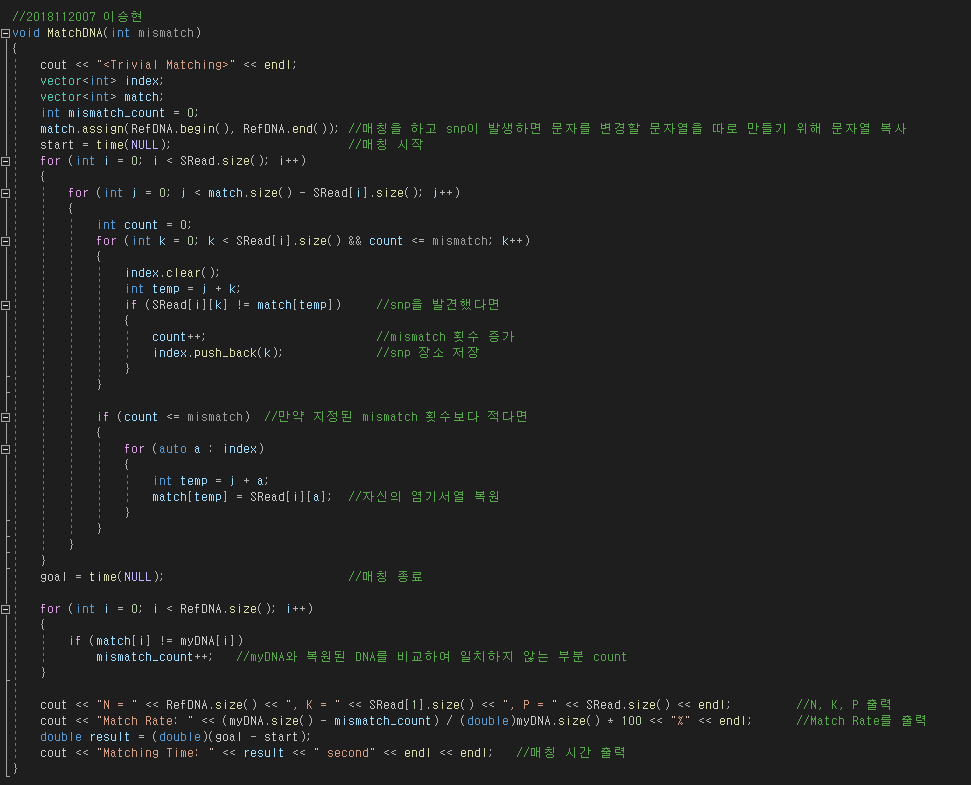 //2018112007 이승현
void MatchDNA(int mismatch)
{
    cout << "<Trivial Matching>" << endl;
    vector<int> index;
    vector<int> match;
    int mismatch_count = 0;
    match.assign(RefDNA.begin(), RefDNA.end()); //매칭을 하고 snp이 발생하면 문자를 변경할 문자열을 따로 만들기 위해 문자열 복사
    start = time(NULL);                         //매칭 시작
    for (int i = 0; i < SRead.size(); i++)
    {
        for (int j = 0; j < match.size() - SRead[i].size(); j++)
        {
            int count = 0;
            for (int k = 0; k < SRead[i].size() && count <= mismatch; k++)
            {
                index.clear();
                int temp = j + k;
                if (SRead[i][k] != match[temp])     //snp을 발견했다면
                {
                    count++;                        //mismatch 횟수 증가
                    index.push_back(k);             //snp 장소 저장
                }
            }

            if (count <= mismatch)  //만약 지정된 mismatch 횟수보다 적다면
            {
                for (auto a : index)
                {
                    int temp = j + a;
                    match[temp] = SRead[i][a];  //자신의 염기서열 복원
                }
            }
        }
    }
    goal = time(NULL);                          //매칭 종료

    for (int i = 0; i < RefDNA.size(); i++)
    {
        if (match[i] != myDNA[i])
            mismatch_count++;   //myDNA와 복원된 DNA를 비교하여 일치하지 않는 부분 count
    }

    cout << "N = " << RefDNA.size() << ", K = " << SRead[1].size() << ", P = " << SRead.size() << endl;         //N, K, P 출력
    cout << "Match Rate: " << (myDNA.size() - mismatch_count) / (double)myDNA.size() * 100 << "%" << endl;      //Match Rate를 출력
    double result = (double)(goal - start);
    cout << "Matching Time: " << result << " second" << endl << endl;   //매칭 시간 출력
}